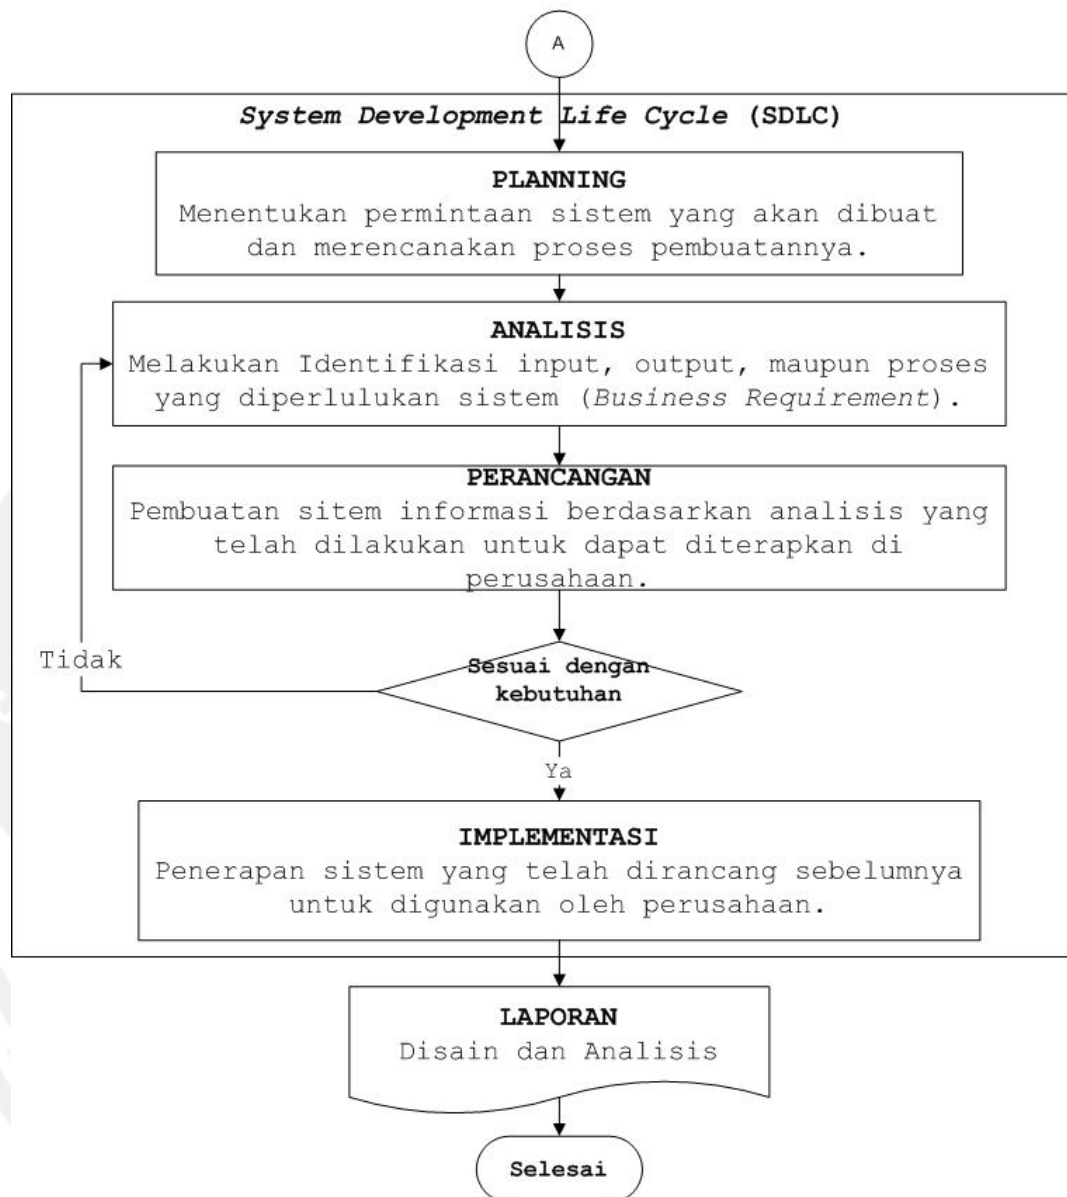 A
System Development Life Cycle (SDLC)
PLANNING
Menentukan permintaan sistem yang akan dibuat
dan merencanakan proses pembuatannya.
ANALISIS
Melakukan Identifikasi input, output, maupun proses
yang diperlulukan sistem (Business Requirement).
PERANCANGAN
Pembuatan sitem informasi berdasarkan analisis yang
telah dilakukan untuk dapat diterapkan di
perusahaan.
Tidak
Sesuai dengan
kebutuhan
Ya
IMPLEMENTASI
Penerapan sistem yang telah dirancang sebelumnya
untuk digunakan oleh perusahaan.
LAPORAN
Disain dan Analisis
Selesai